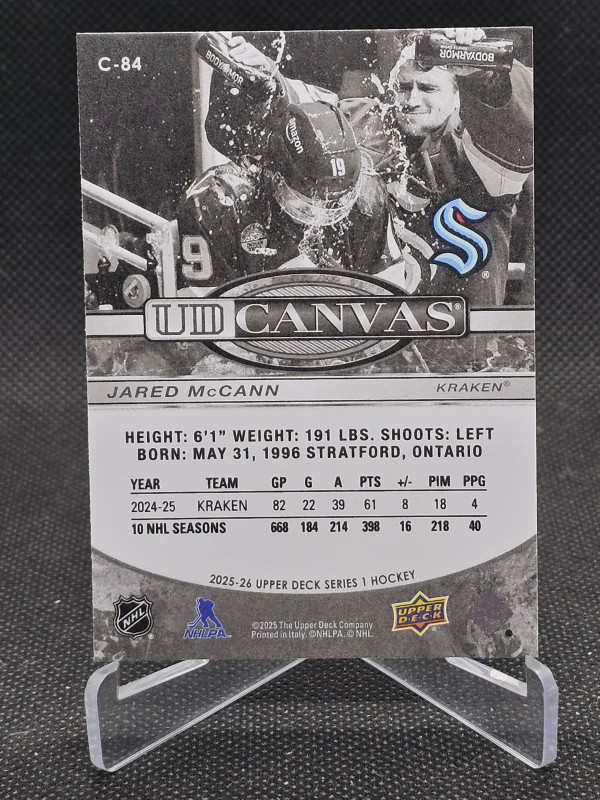 C-84
BODYARMOR
BODYARMOR
amazon
19
19
S
UD CANVAS®
JARED McCANN KRAKEN®
HEIGHT: 6'1" WEIGHT: 191 LBS. SHOOTS: LEFT
BORN: MAY 31, 1996 STRATFORD, ONTARIO
YEAR TEAM GP G A PTS +/- PIM PPG
2024-25 KRAKEN 82 22 39 61 8 18 4
10 NHL SEASONS 668 184 214 398 16 218 40
2025-26 UPPER DECK SERIES 1 HOCKEY
NHL
NHLPA
©2025 The Upper Deck Company
Printed in Italy. ©NHLPA. © NHL.
UPPER DECK